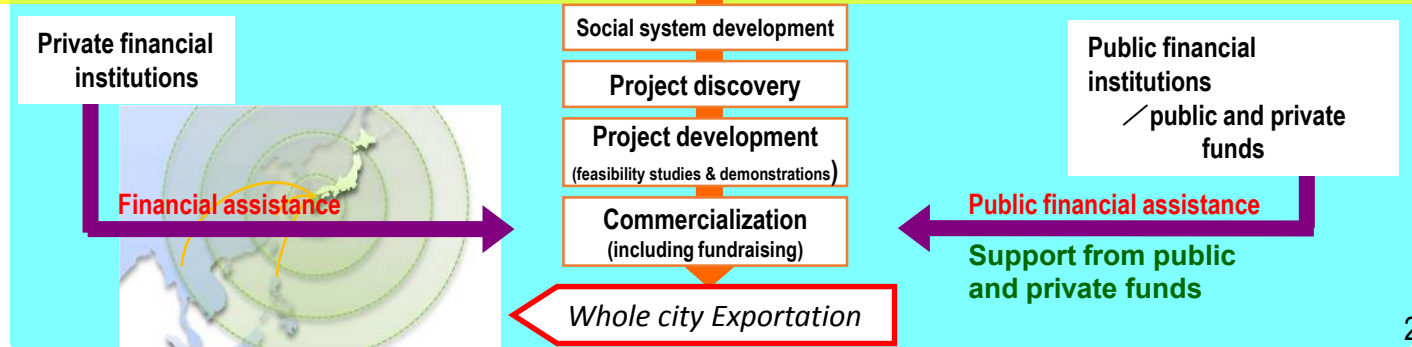 Private financial
institutions
Financial assistance
Social system development
Project discovery
Project development
(feasibility studies & demonstrations)
Commercialization
(including fundraising)
Whole city Exportation
Public financial
institutions
／public and private
funds
Public financial assistance
Support from public
and private funds
2